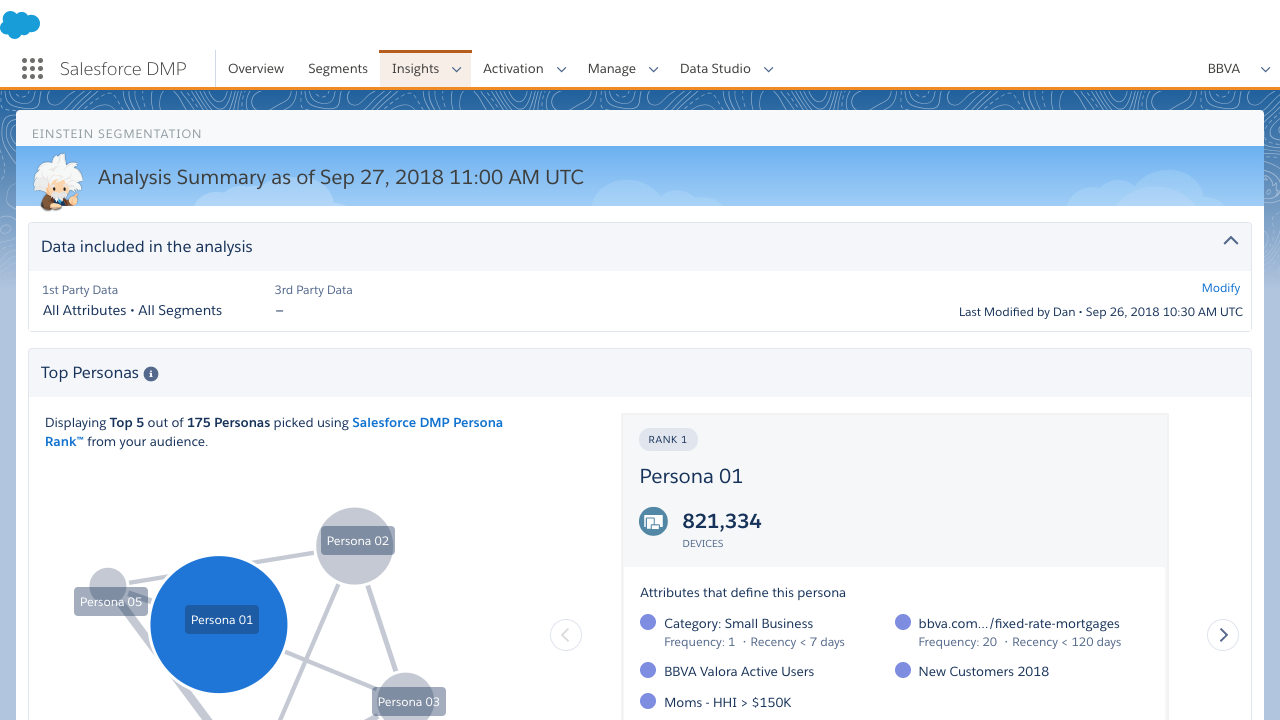 Salesforce DMP
Overview
Segments
Insights
Activation
Manage
Data Studio
BBVA
EINSTEIN SEGMENTATION
Analysis Summary as of Sep 27, 2018 11:00 AM UTC
Data included in the analysis
1st Party Data
All Attributes • All Segments
3rd Party Data
–
Modify
Last Modified by Dan • Sep 26, 2018 10:30 AM UTC
Top Personas
Displaying Top 5 out of 175 Personas picked using Salesforce DMP Persona
Rank™ from your audience.
Persona 02
Persona 05
Persona 01
Persona 03
RANK 1
Persona 01
821,334
DEVICES
Attributes that define this persona
Category: Small Business
Frequency: 1 · Recency < 7 days
bbva.com.../fixed-rate-mortgages
Frequency: 20 · Recency < 120 days
BBVA Valora Active Users
New Customers 2018
Moms - HHI > $150K